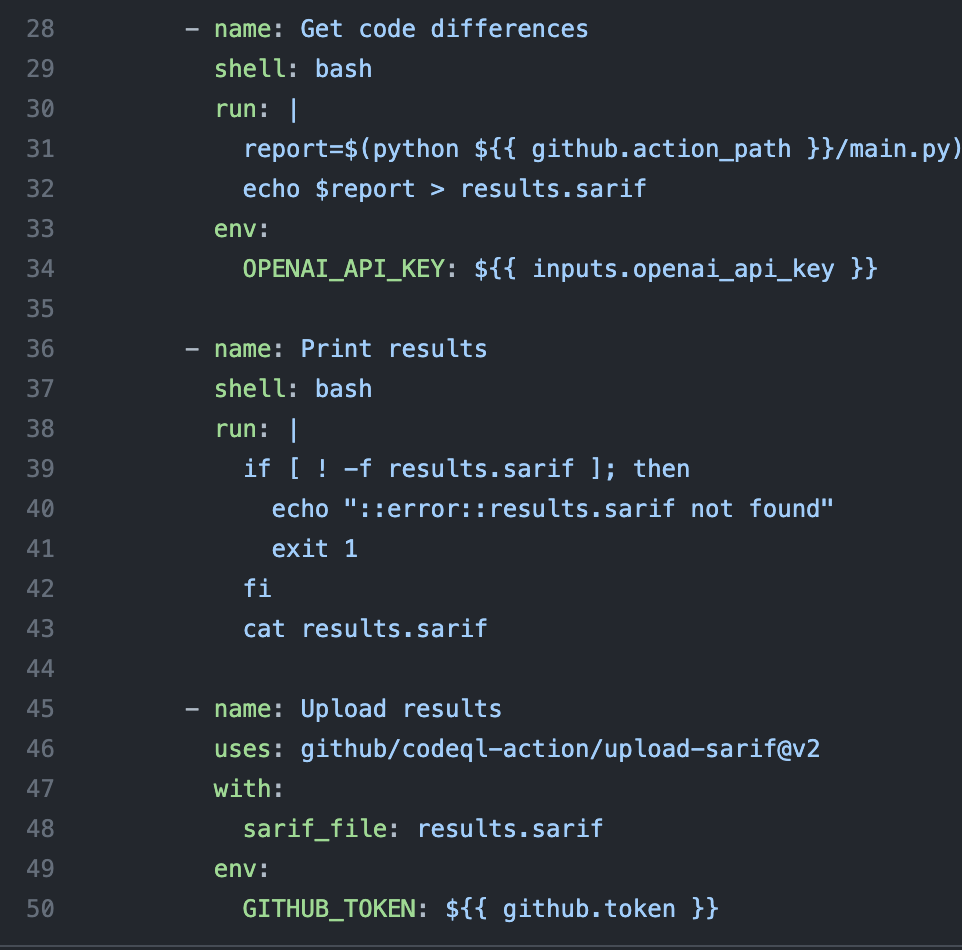 28 - name: Get code differences
29 shell: bash
30 run: |
31 report=$(python ${{ github.action_path }}/main.py)
32 echo $report > results.sarif
33 env:
34 OPENAI_API_KEY: ${{ inputs.openai_api_key }}
35
36 - name: Print results
37 shell: bash
38 run: |
39 if [ ! -f results.sarif ]; then
40 echo "::error::results.sarif not found"
41 exit 1
42 fi
43 cat results.sarif
44
45 - name: Upload results
46 uses: github/codeql-action/upload-sarif@v2
47 with:
48 sarif_file: results.sarif
49 env:
50 GITHUB_TOKEN: ${{ github.token }}